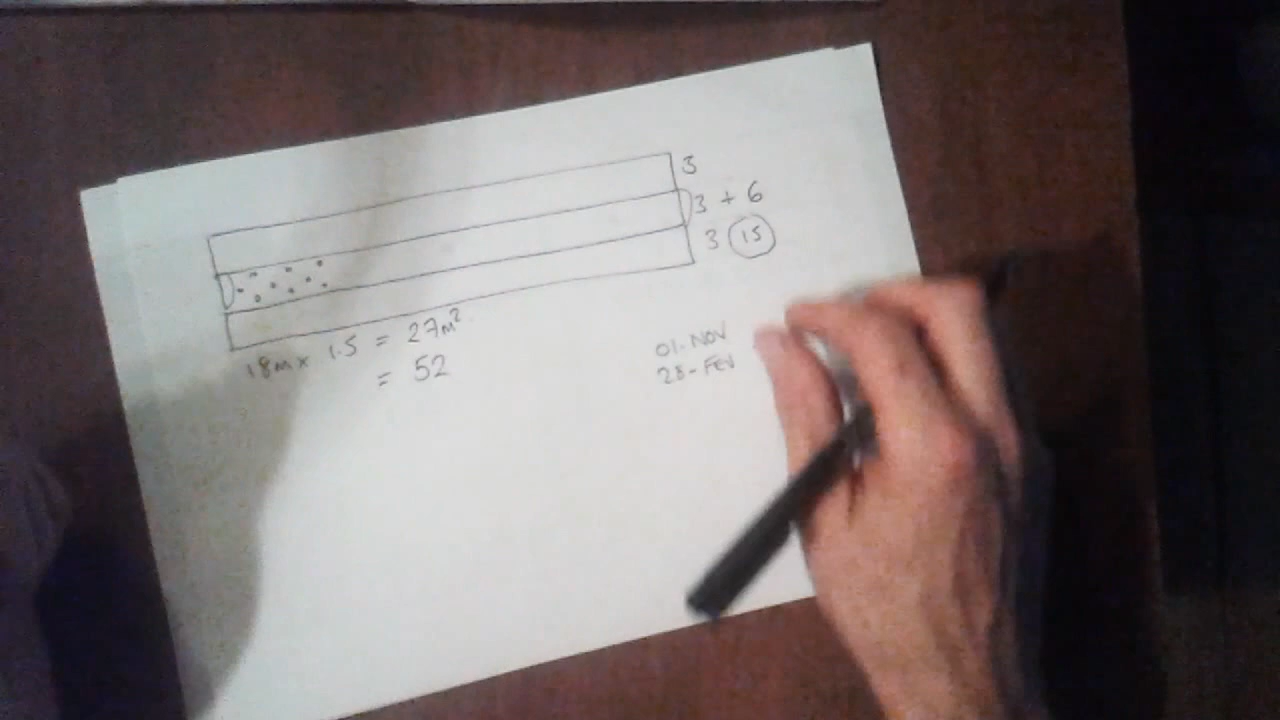 3
3 + 6
3 15
18m x 1.5 = 27m²
= 52
01-NOV
28-FEV